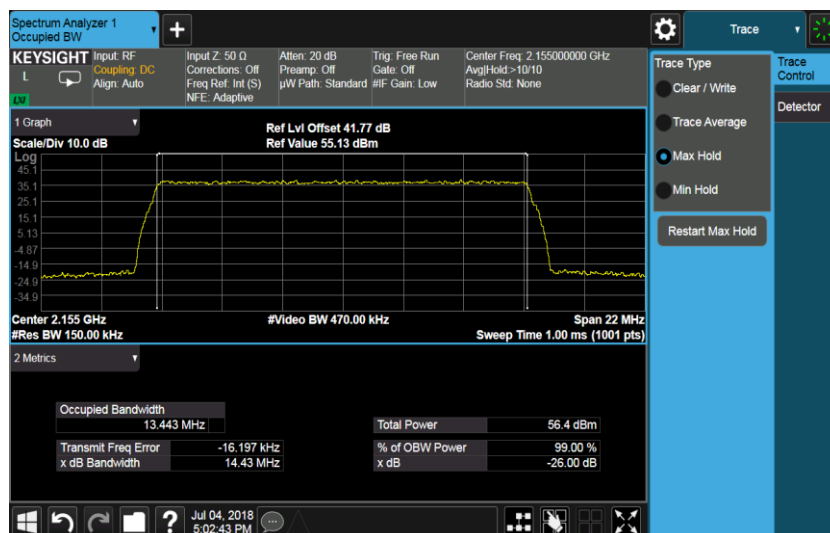 Spectrum Analyzer 1
Occupied BW
+
Trace
KEYSIGHT
L
LXI
Input: RF
Coupling: DC
Align: Auto
Input Z: 50 Ω
Corrections: Off
Freq Ref: Int (S)
NFE: Adaptive
Atten: 20 dB
Preamp: Off
µW Path: Standard
Trig: Free Run
Gate: Off
#IF Gain: Low
Center Freq: 2.155000000 GHz
Avg|Hold:>10/10
Radio Std: None
Trace Type
Clear / Write
Trace Average
Max Hold
Min Hold
Restart Max Hold
Trace
Control
Detector
1 Graph
Scale/Div 10.0 dB
Ref Lvl Offset 41.77 dB
Ref Value 55.13 dBm
Log
45.1
35.1
25.1
15.1
5.13
-4.87
-14.9
-24.9
-34.9
Center 2.155 GHz
#Video BW 470.00 kHz
Span 22 MHz
#Res BW 150.00 kHz
Sweep Time 1.00 ms (1001 pts)
2 Metrics
Occupied Bandwidth
13.443 MHz
Total Power 56.4 dBm
Transmit Freq Error -16.197 kHz
% of OBW Power 99.00 %
x dB Bandwidth 14.43 MHz
x dB -26.00 dB
?
Jul 04, 2018
5:02:43 PM